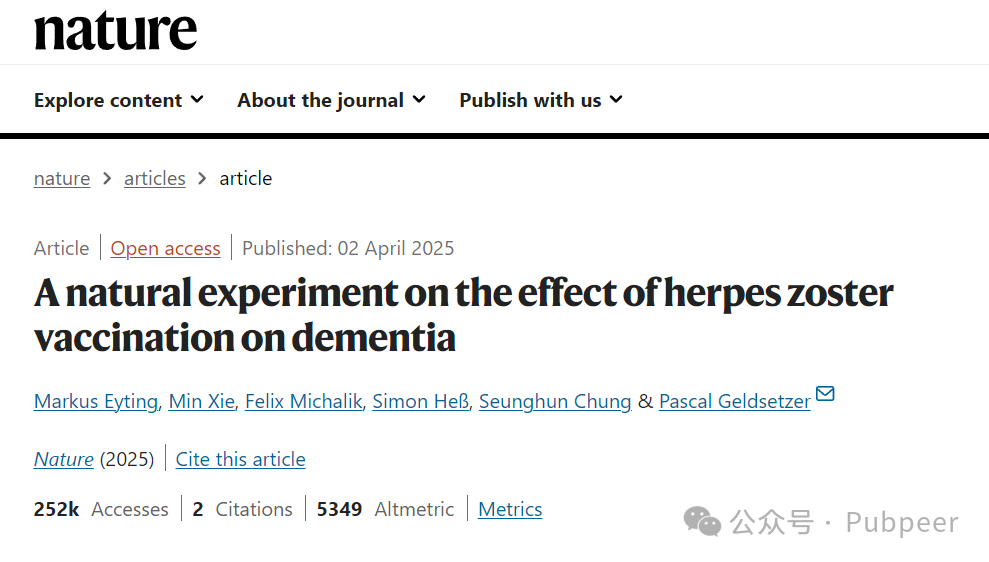 nature
Explore content About the journal Publish with us
nature > articles > article
Article | Open access | Published: 02 April 2025
A natural experiment on the effect of herpes zoster
vaccination on dementia
Markus Eyting, Min Xie, Felix Michalik, Simon Heß, Seunghun Chung & Pascal Geldsetzer
Nature (2025) | Cite this article
252k Accesses | 2 Citations | 5349 Altmetric | Metrics
公众号 · Pubpeer